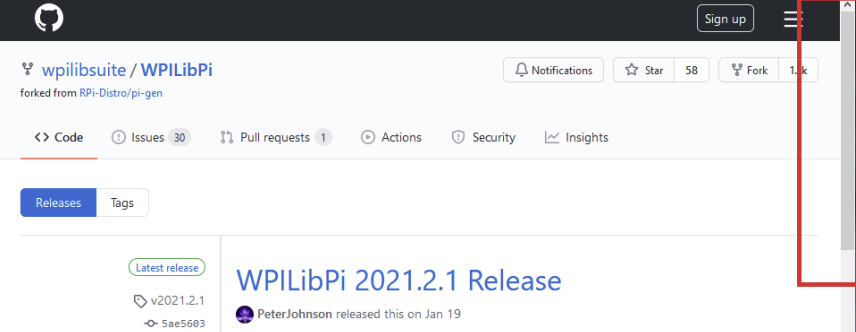 Sign up
wpilibsuite / WPILibPi
Notifications Star 58 Fork
forked from RPi-Distro/pi-gen
Code Issues 30 Pull requests 1 Actions Security Insights
Releases Tags
Latest release
WPILibPi 2021.2.1 Release
v2021.2.1
PeterJohnson released this on Jan 19
5ae5603